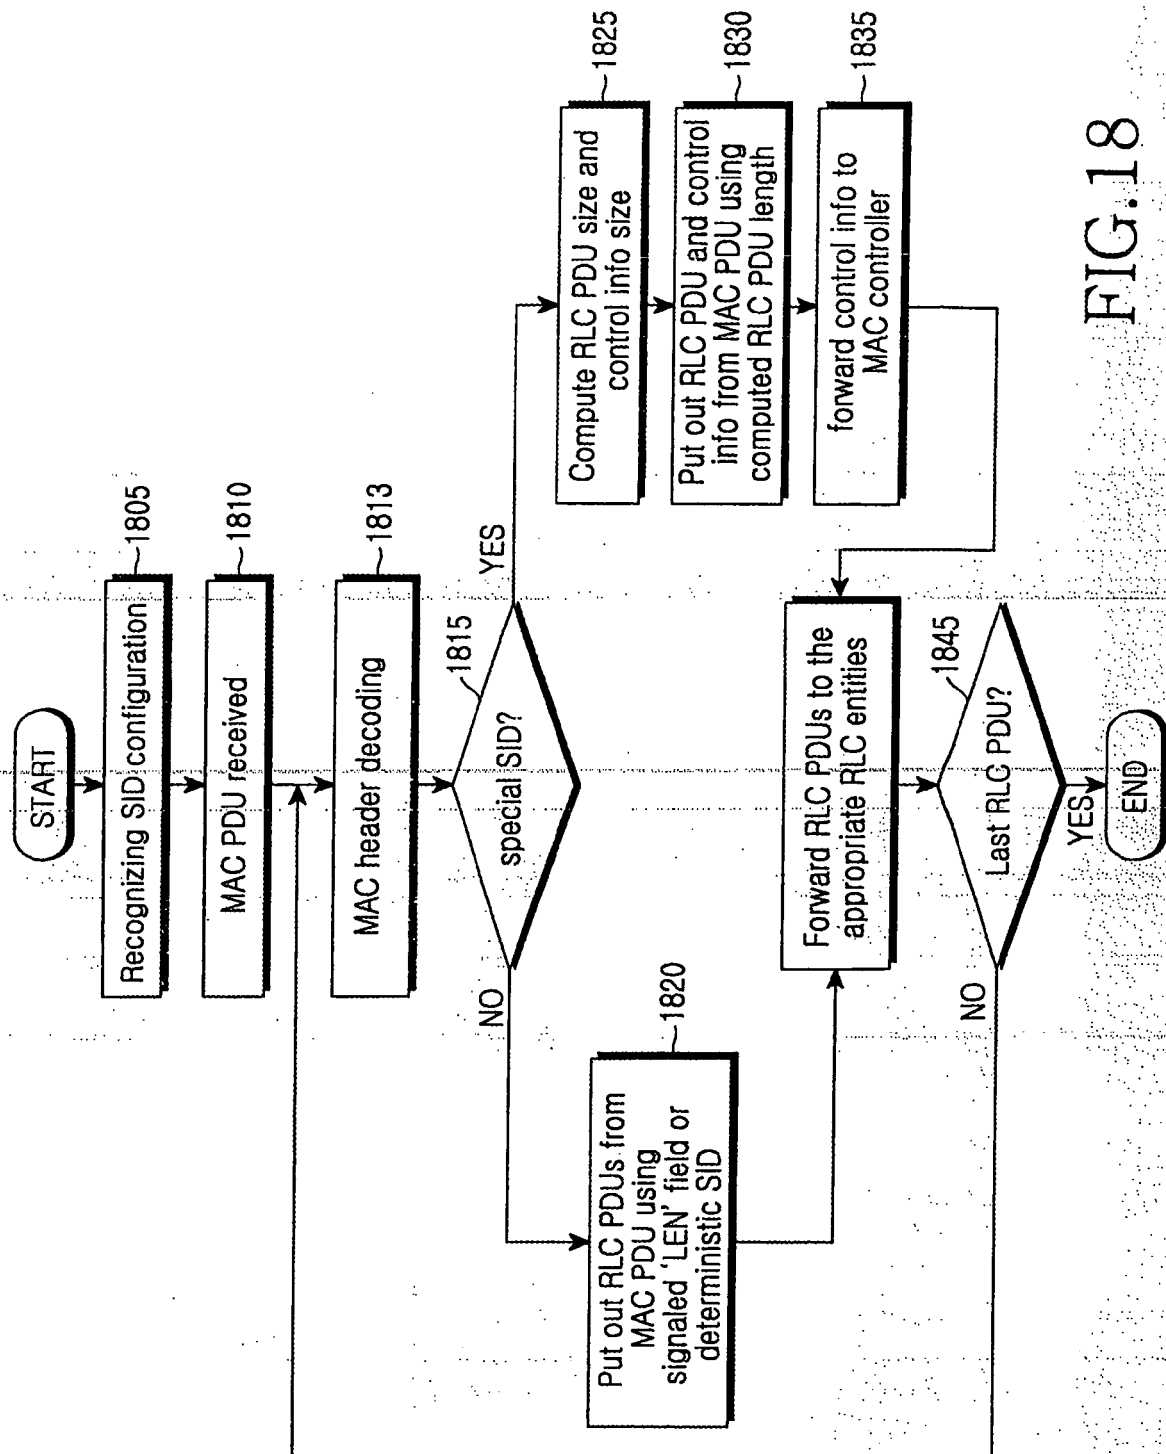 START
Recognizing SID configuration
1805
MAC PDU received
1810
MAC header decoding
1813
special SID?
1815
NO
YES
Put out RLC PDUs from
MAC PDU using
signaled 'LEN' field or
deterministic SID
1820
Compute RLC PDU size and
control info size
1825
Put out RLC PDU and control
info from MAC PDU using
computed RLC PDU length
1830
forward control info to
MAC controller
1835
Forward RLC PDUs to the
appropriate RLC entities
Last RLC PDU?
1845
NO
YES
END
FIG.18